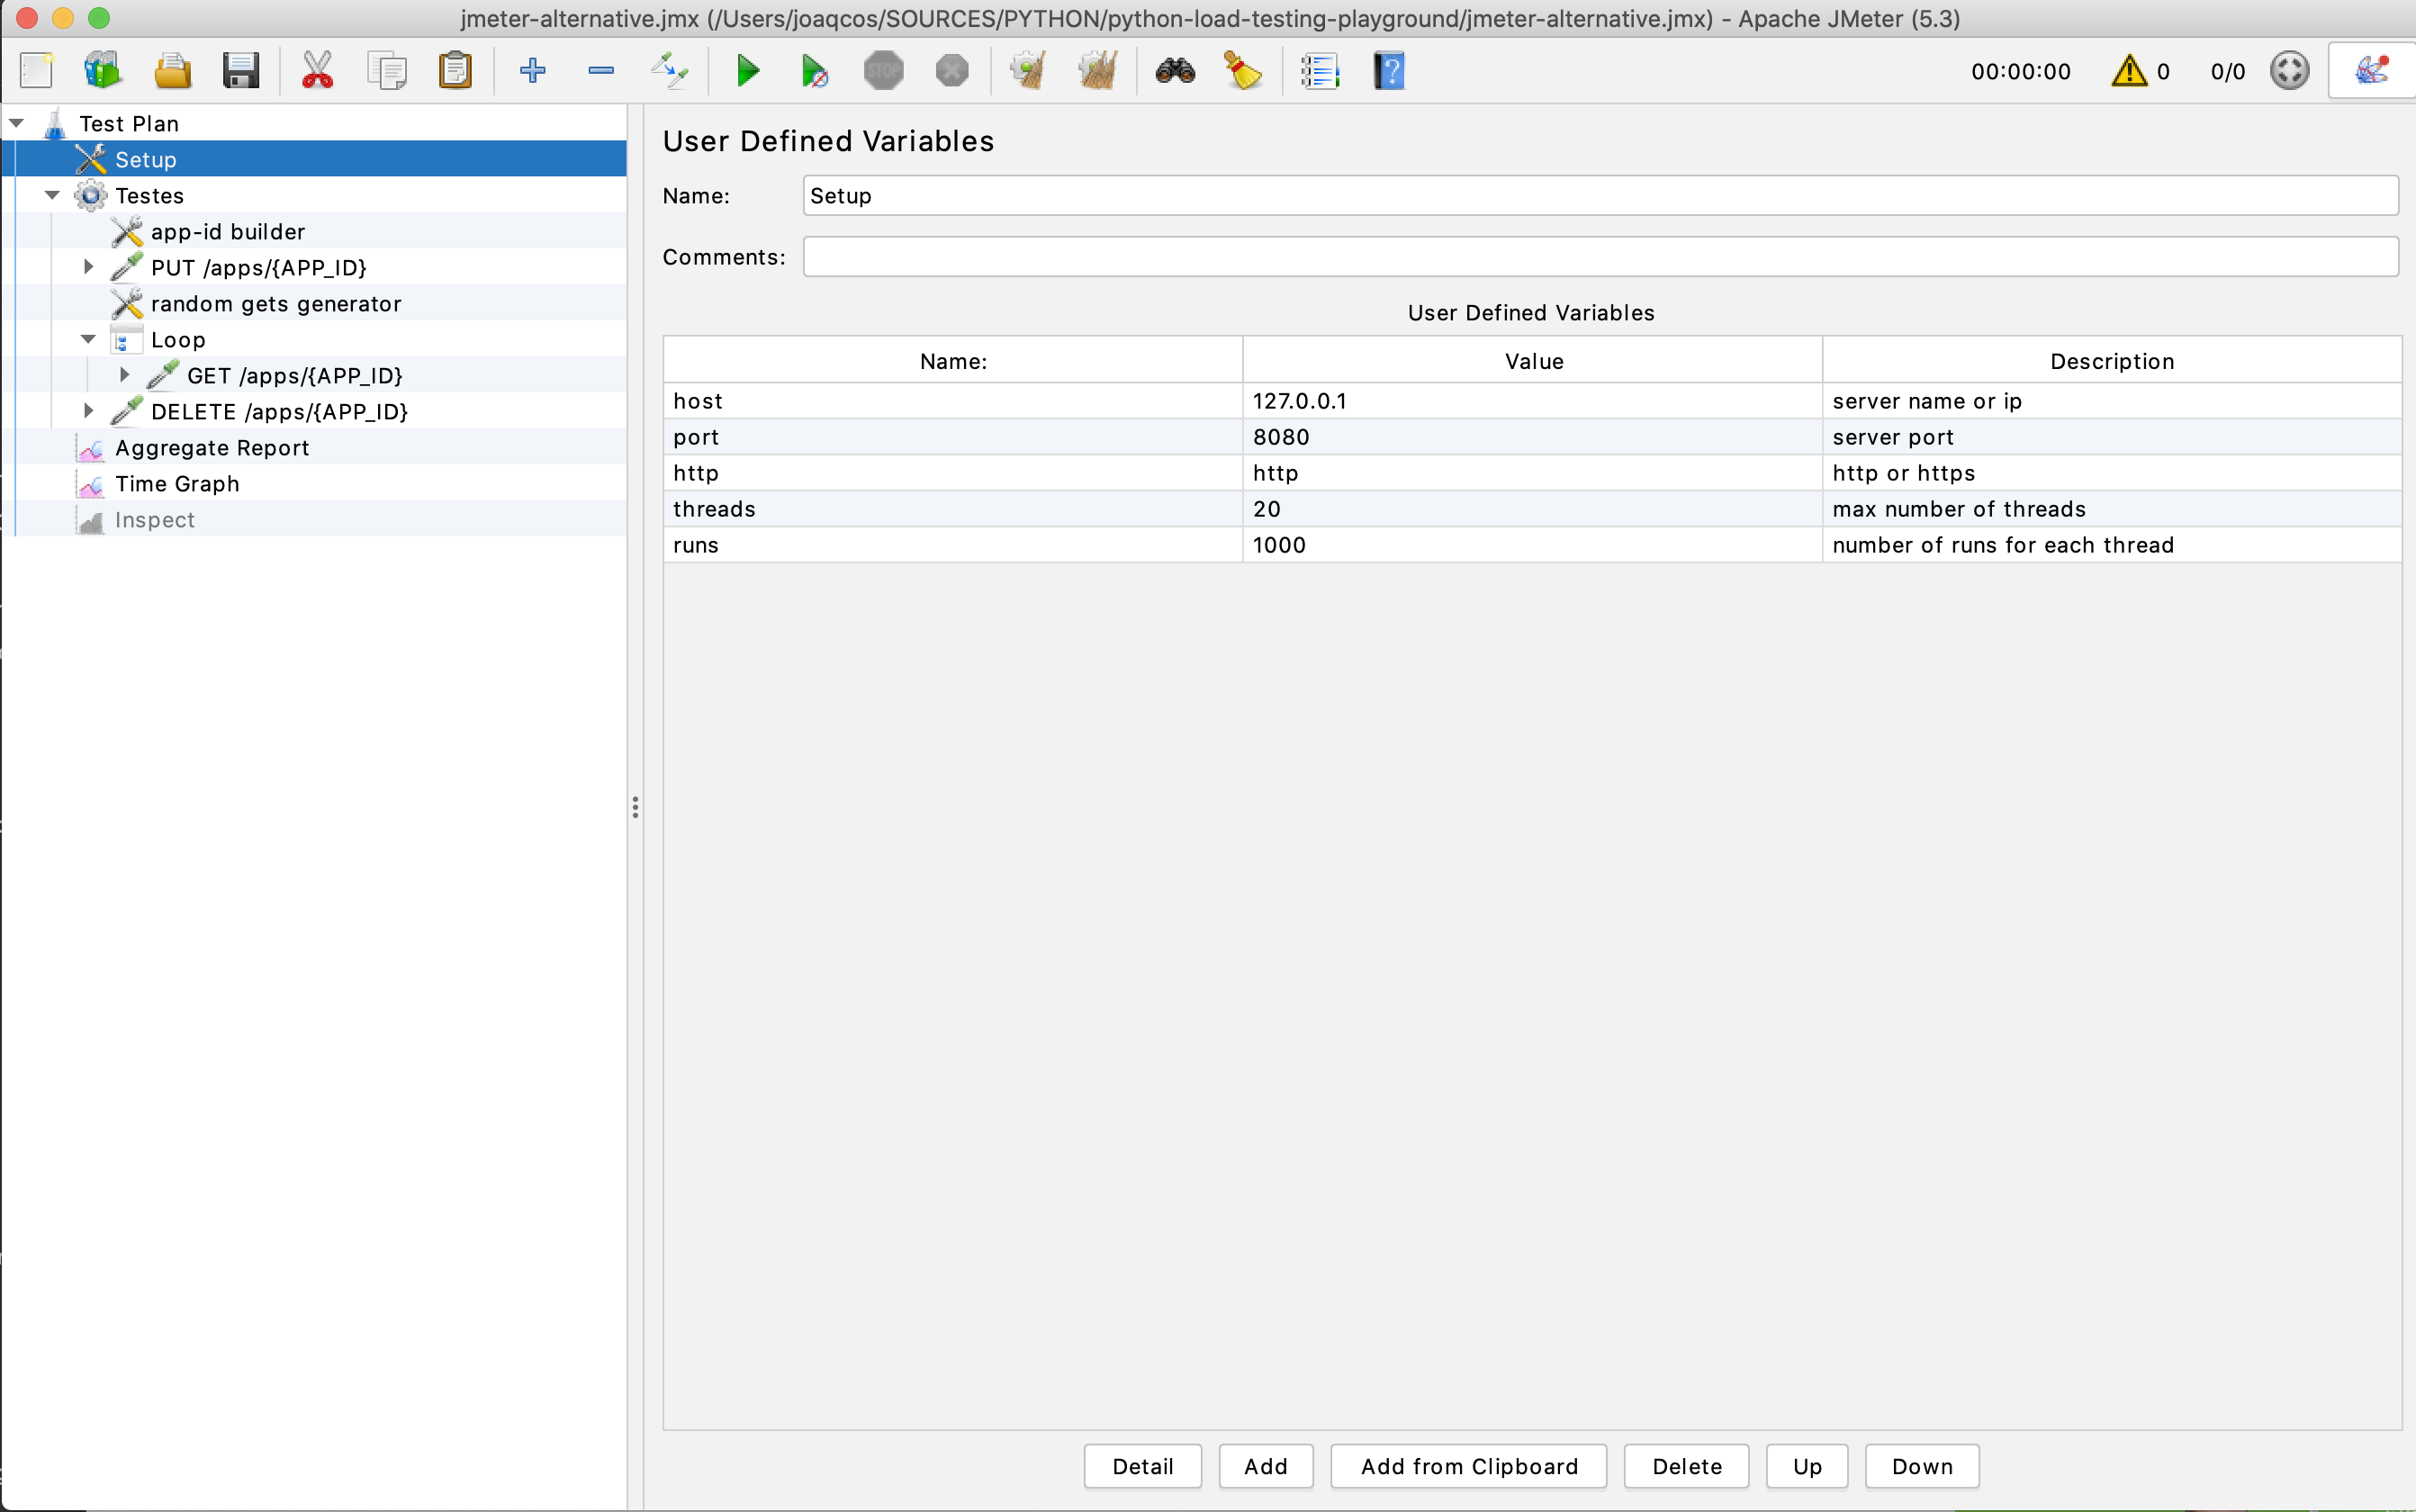 jmeter-alternative.jmx (/Users/joaqcos/SOURCES/PYTHON/python-load-testing-playground/jmeter-alternative.jmx) - Apache JMeter (5.3)
STOP
00:00:00 0 0/0
Test Plan
Setup
Testes
app-id builder
PUT /apps/{APP_ID}
random gets generator
Loop
GET /apps/{APP_ID}
DELETE /apps/{APP_ID}
Aggregate Report
Time Graph
Inspect
User Defined Variables
Name: Setup
Comments:
User Defined Variables
Name: Value Description
host 127.0.0.1 server name or ip
port 8080 server port
http http http or https
threads 20 max number of threads
runs 1000 number of runs for each thread
Detail Add Add from Clipboard Delete Up Down